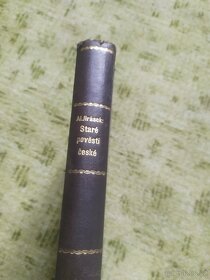 Al.Jirásek:
Staré
pověsti
české